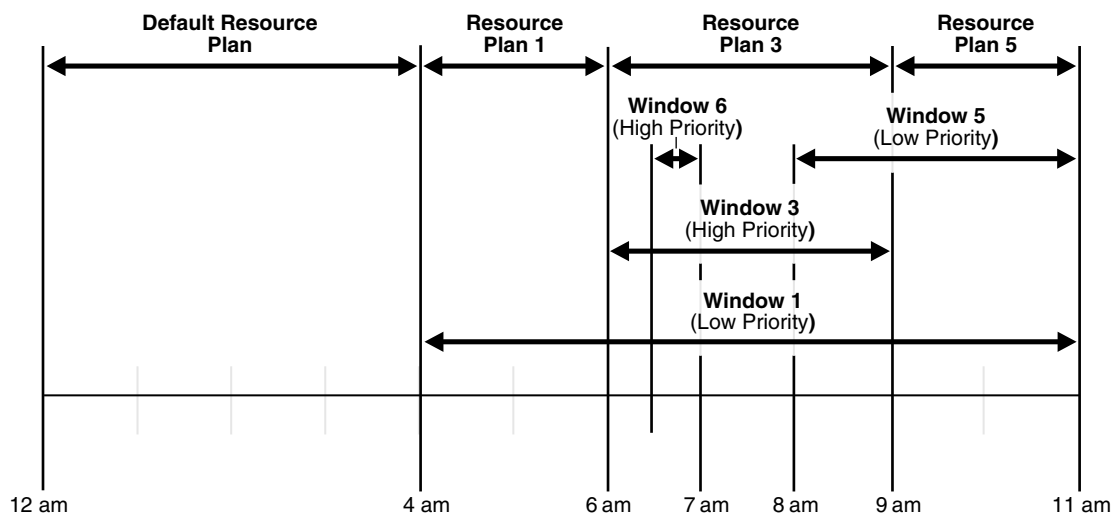 Default Resource
Plan
Resource
Plan 1
Resource
Plan 3
Resource
Plan 5
Window 6
(High Priority)
Window 5
(Low Priority)
Window 3
(High Priority)
Window 1
(Low Priority)
12 am
4 am
6 am
7 am
8 am
9 am
11 am